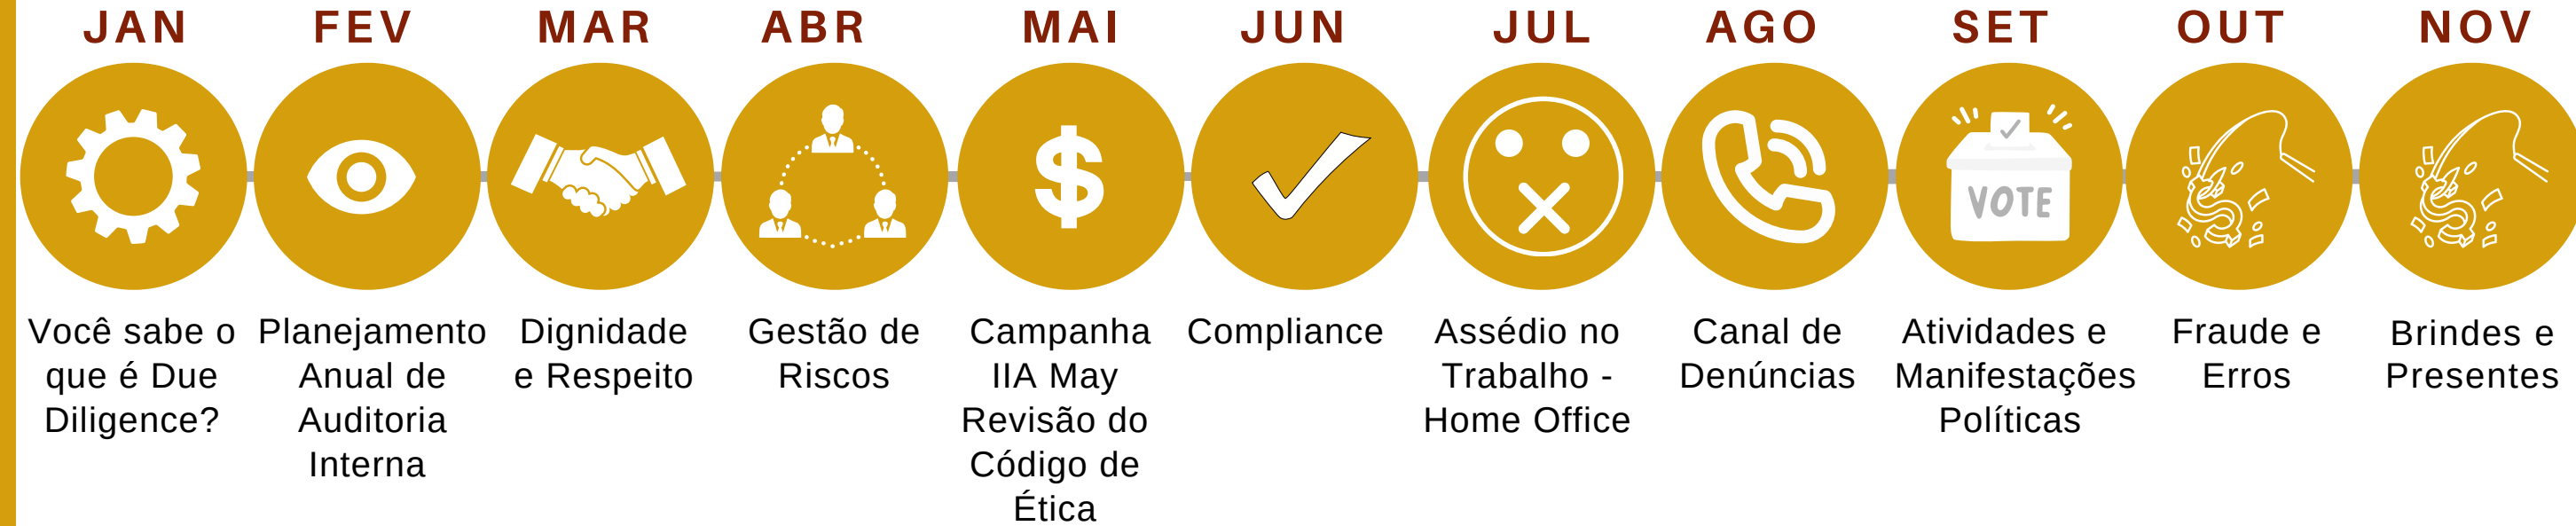 JAN FEV MAR ABR MAI JUN JUL AGO SET OUT NOV
VOTE
Você sabe o
que é Due
Diligence?
Planejamento
Anual de
Auditoria
Interna
Dignidade
e Respeito
Gestão de
Riscos
Campanha
IIA May
Revisão do
Código de
Ética
Compliance
Assédio no
Trabalho -
Home Office
Canal de
Denúncias
Atividades e
Manifestações
Políticas
Fraude e
Erros
Brindes e
Presentes